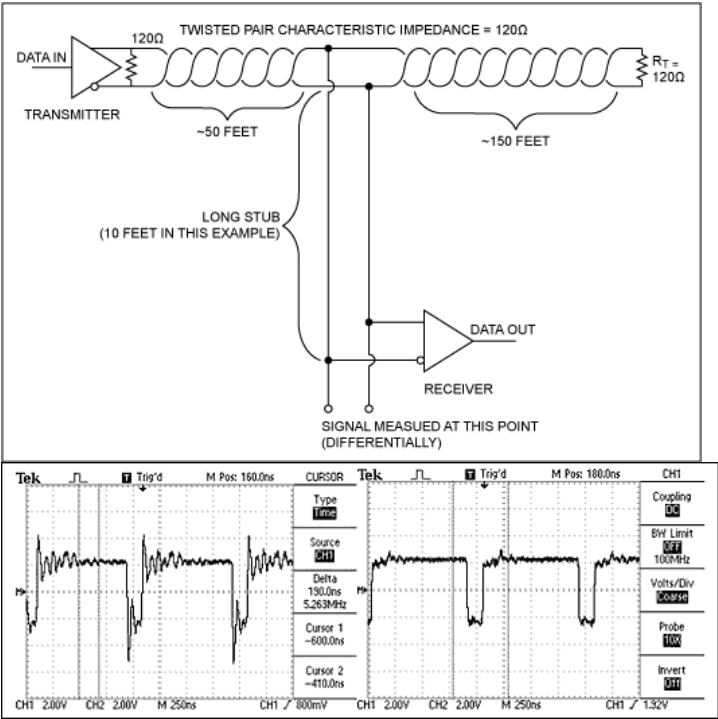 TWISTED PAIR CHARACTERISTIC IMPEDANCE = 120Ω
DATA IN
120Ω
RT =
120Ω
TRANSMITTER
~50 FEET
~150 FEET
LONG STUB
(10 FEET IN THIS EXAMPLE)
DATA OUT
RECEIVER
SIGNAL MEASUED AT THIS POINT
(DIFFERENTIALLY)
Tek
T Trig'd
M Pos: 160.0ns
CURSOR
Type
Time
Source
CH1
Delta
190.0ns
5.263MHz
Cursor 1
-600.0ns
Cursor 2
-410.0ns
M
CH1 2.00V
CH2 2.00V
M 250ns
CH1 / 800mV
Tek
T Trig'd
M Pos: 180.0ns
CH1
Coupling
DC
BW Limit
OFF
100MHz
Volts/Div
Coarse
Probe
10X
Invert
Off
M
CH1 2.00V
CH2 2.00V
M 250ns
CH1 / 1.32V